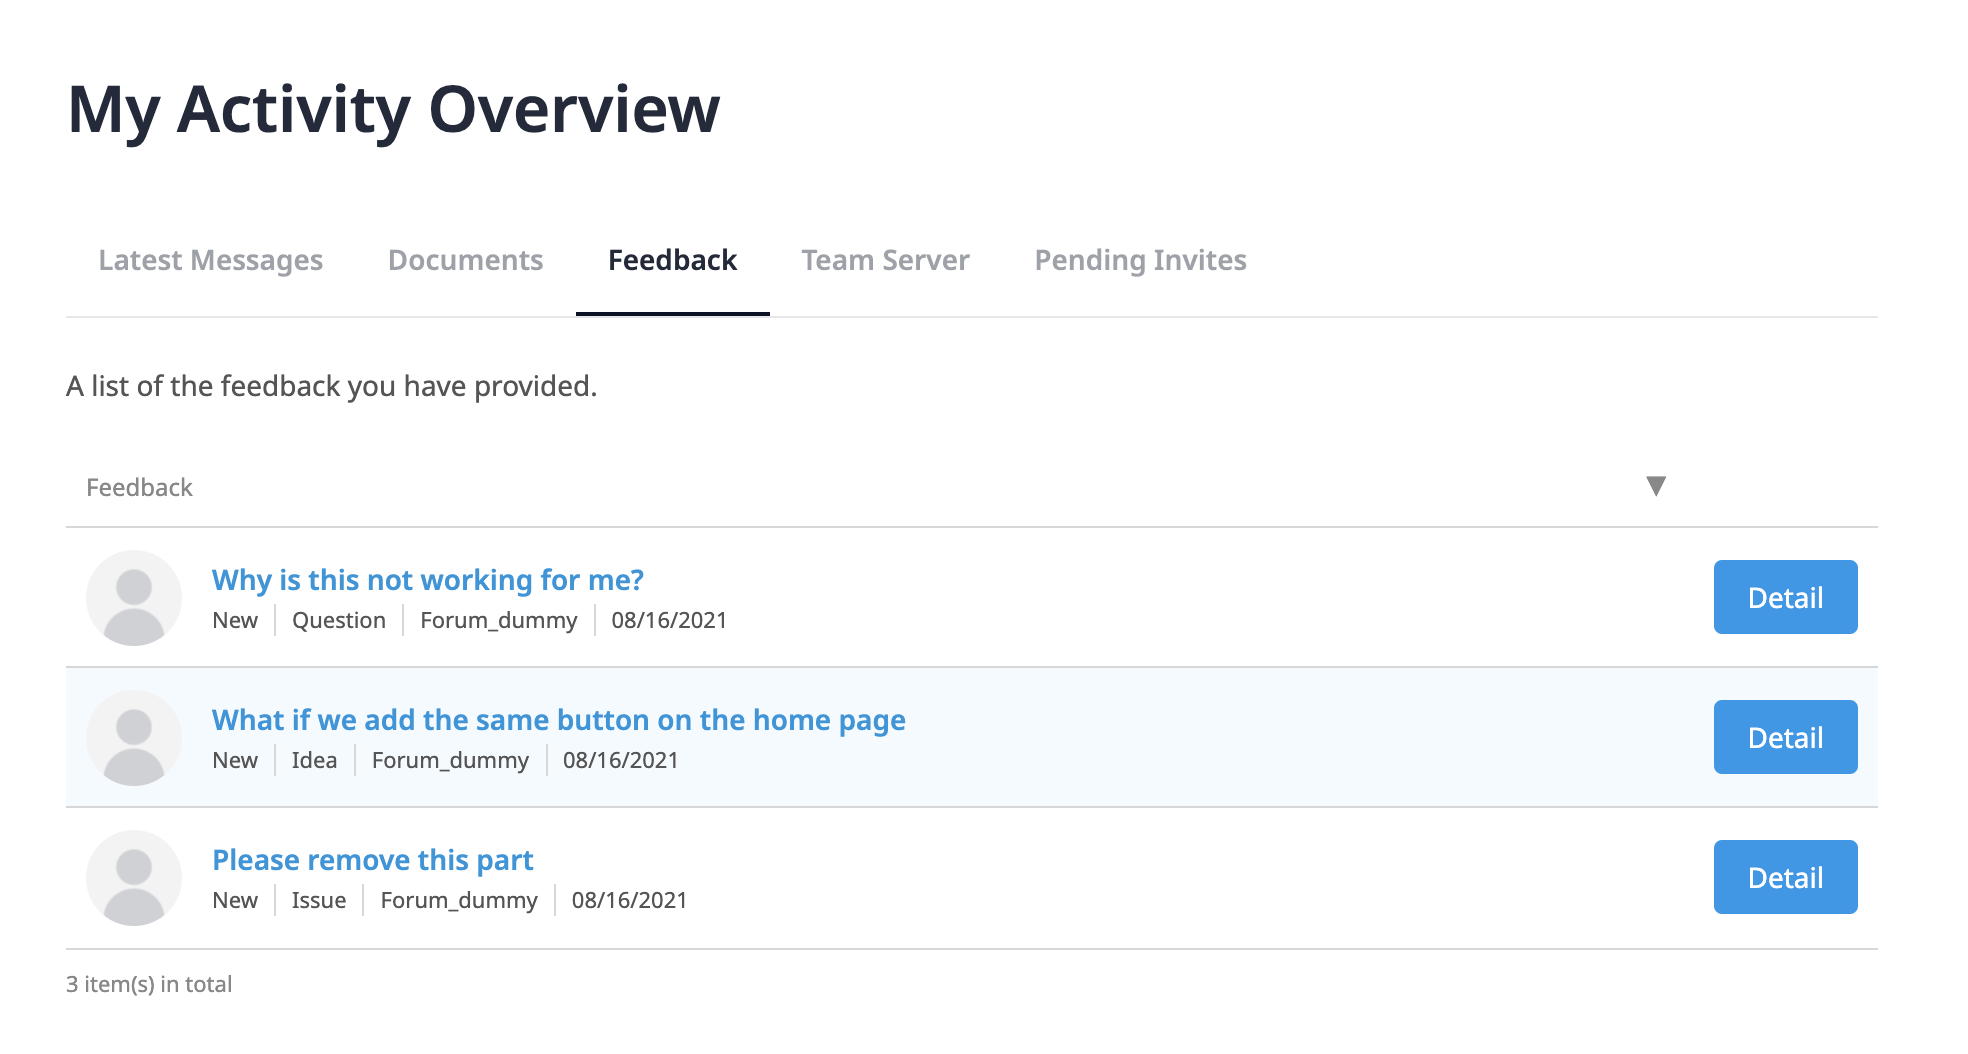 My Activity Overview
Latest Messages Documents Feedback Team Server Pending Invites
A list of the feedback you have provided.
Feedback ▼
Why is this not working for me?
New Question Forum_dummy 08/16/2021
Detail
What if we add the same button on the home page
New Idea Forum_dummy 08/16/2021
Detail
Please remove this part
New Issue Forum_dummy 08/16/2021
Detail
3 item(s) in total